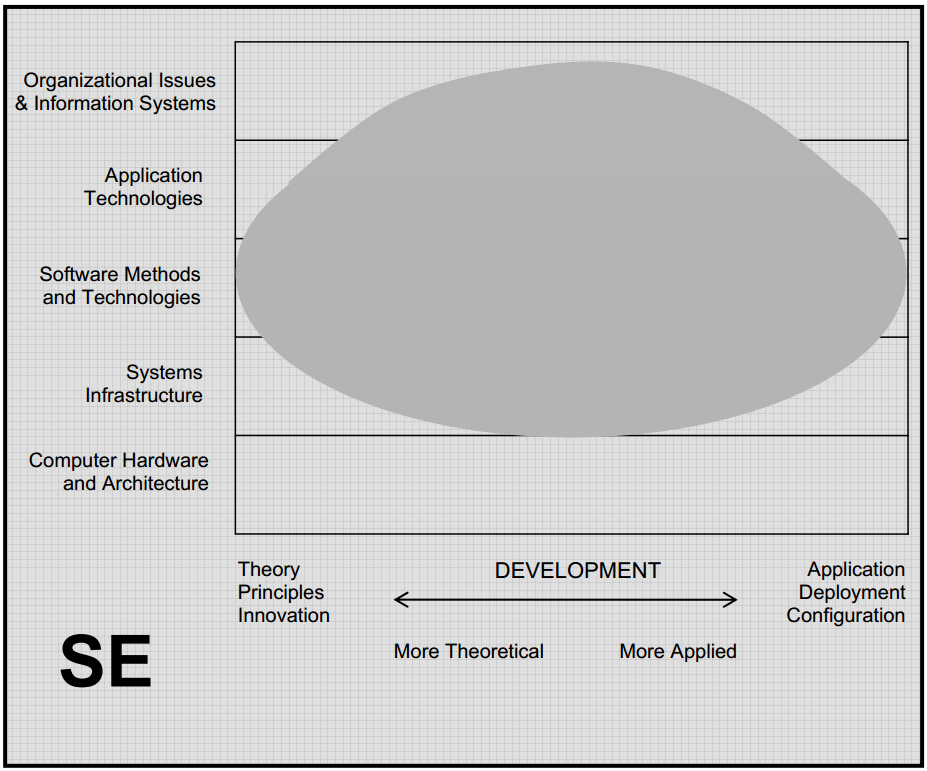 Organizational Issues
& Information Systems
Application
Technologies
Software Methods
and Technologies
Systems
Infrastructure
Computer Hardware
and Architecture
Theory
Principles
Innovation
DEVELOPMENT
Application
Deployment
Configuration
More Theoretical
More Applied
SE